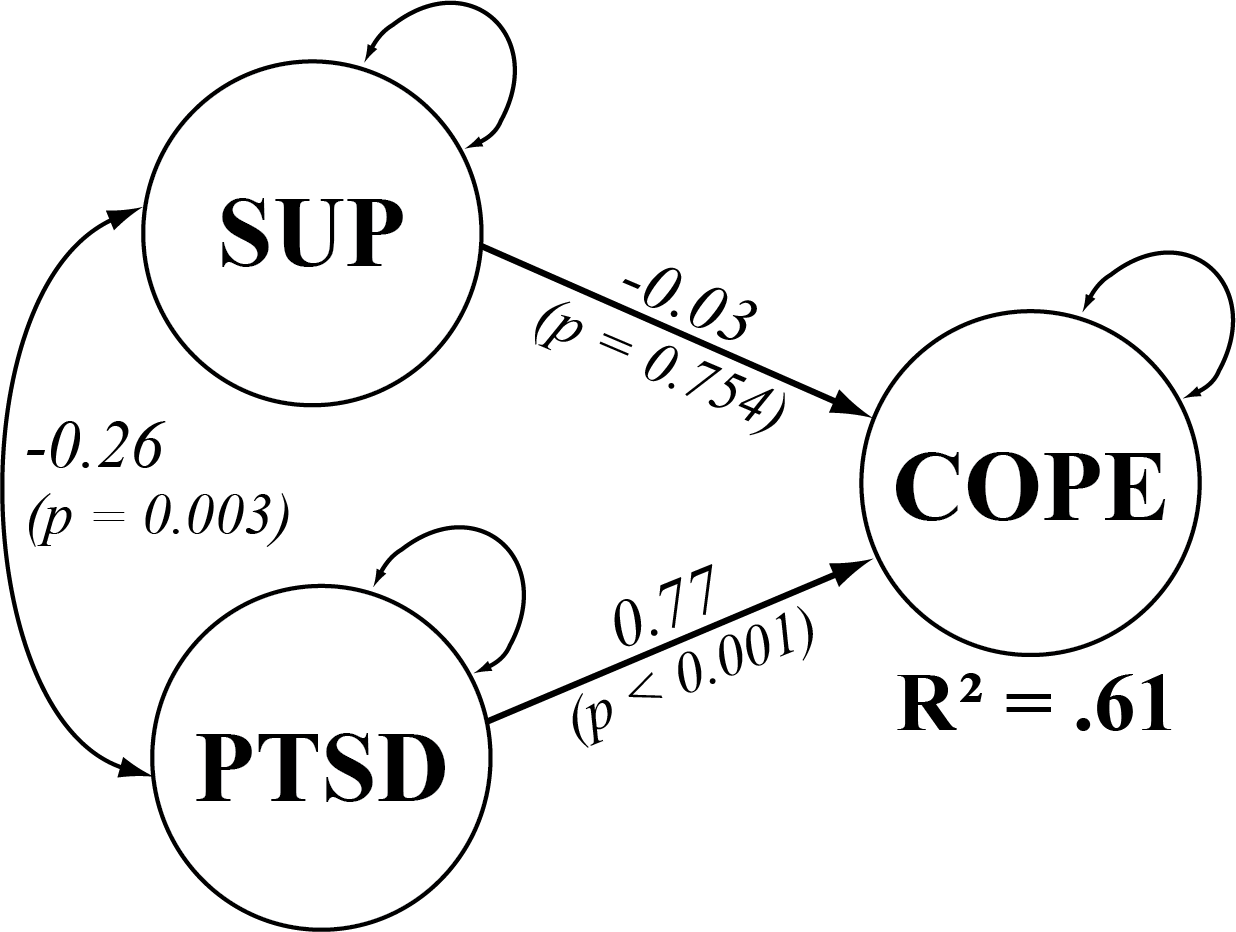 SUP
-0.03
(p = 0.754)
-0.26
(p = 0.003)
COPE
R² = .61
0.77
(p < 0.001)
PTSD